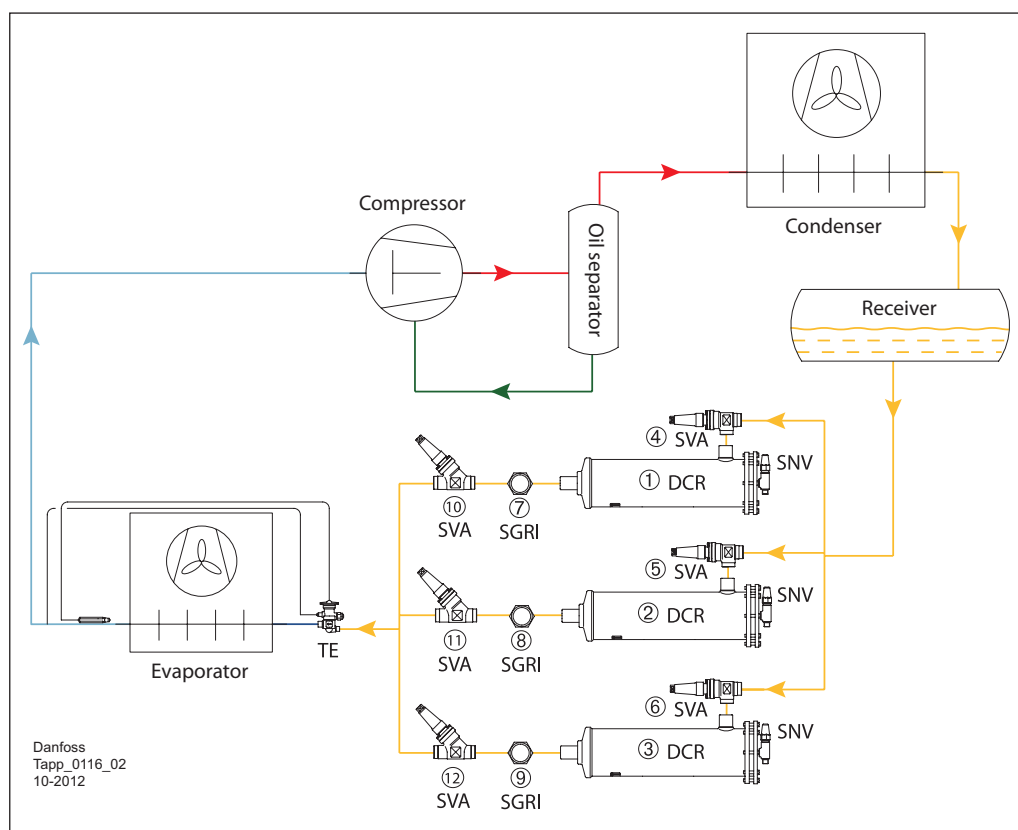 Compressor
Oil separator
Condenser
Receiver
④ SVA
SNV
① DCR
⑩
SVA
⑦
SGRI
⑤ SVA
SNV
② DCR
⑪
SVA
⑧
SGRI
TE
Evaporator
⑥ SVA
SNV
③ DCR
⑫
SVA
⑨
SGRI
Danfoss
Tapp_0116_02
10-2012